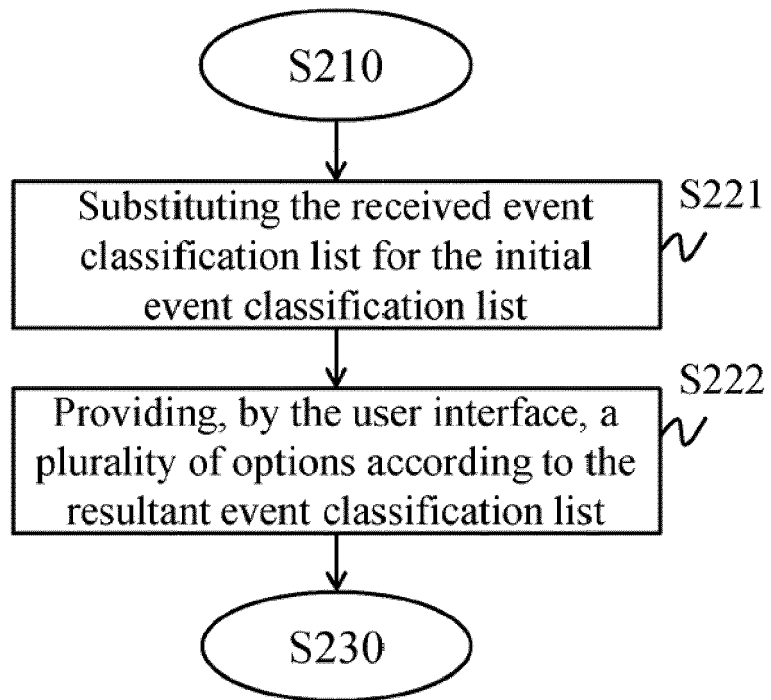 S210
Substituting the received event
classification list for the initial
event classification list
S221
Providing, by the user interface, a
plurality of options according to the
resultant event classification list
S222
S230